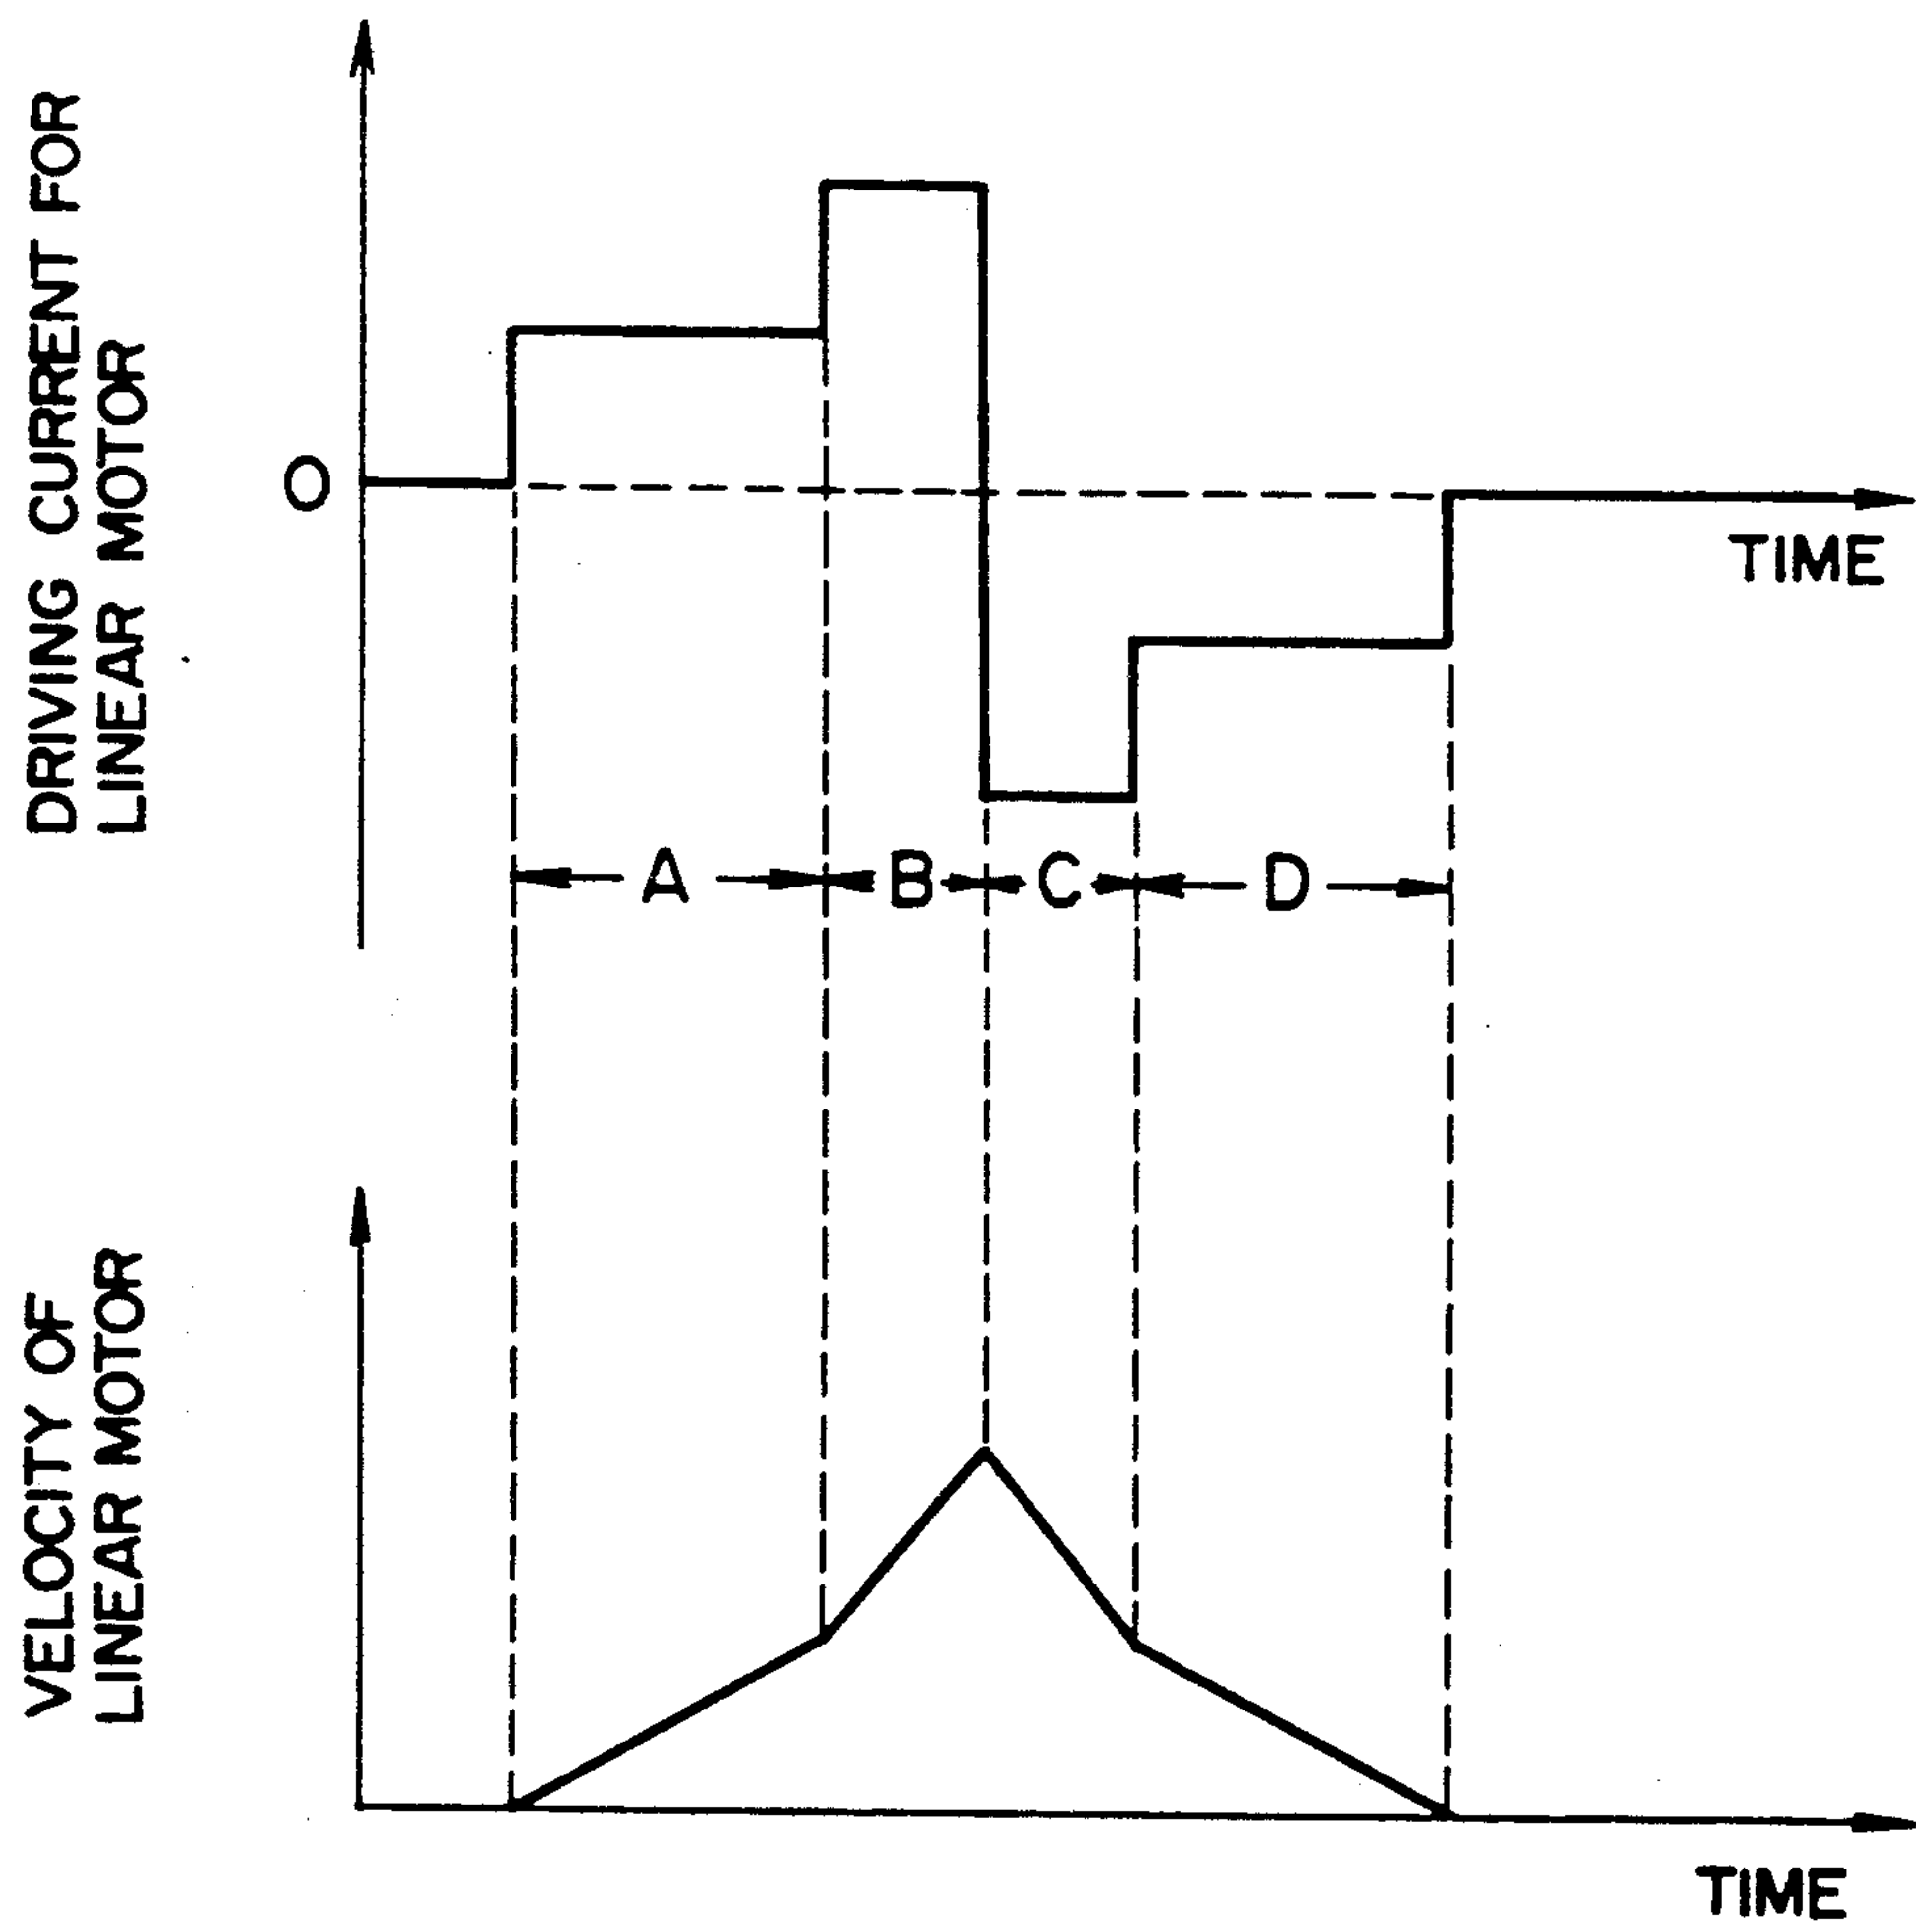 DRIVING CURRENT FOR
LINEAR MOTOR
O
TIME
A B C D
VELOCITY OF
LINEAR MOTOR
TIME